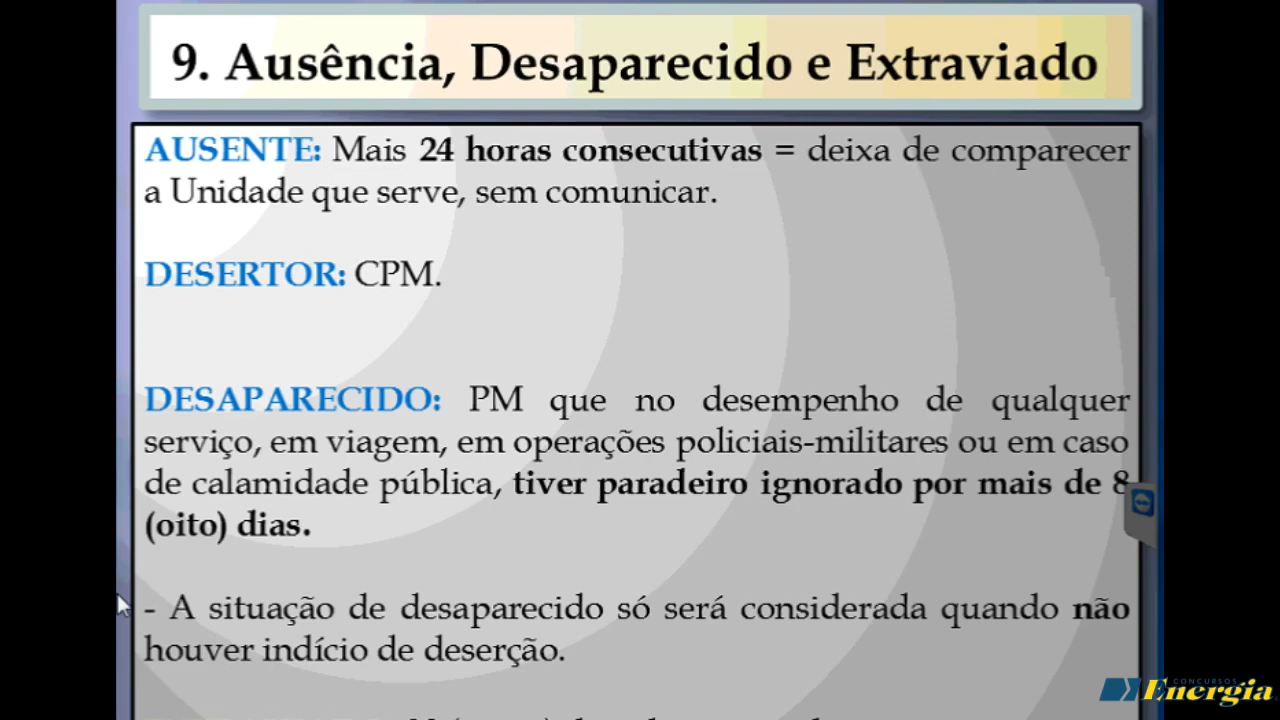 9. Ausência, Desaparecido e Extraviado
AUSENTE: Mais 24 horas consecutivas = deixa de comparecer
a Unidade que serve, sem comunicar.
DESERTOR: CPM.
DESAPARECIDO: PM que no desempenho de qualquer
serviço, em viagem, em operações policiais-militares ou em caso
de calamidade pública, tiver paradeiro ignorado por mais de 8
(oito) dias.
- A situação de desaparecido só será considerada quando não
houver indício de deserção.
CONCURSOS
Energia